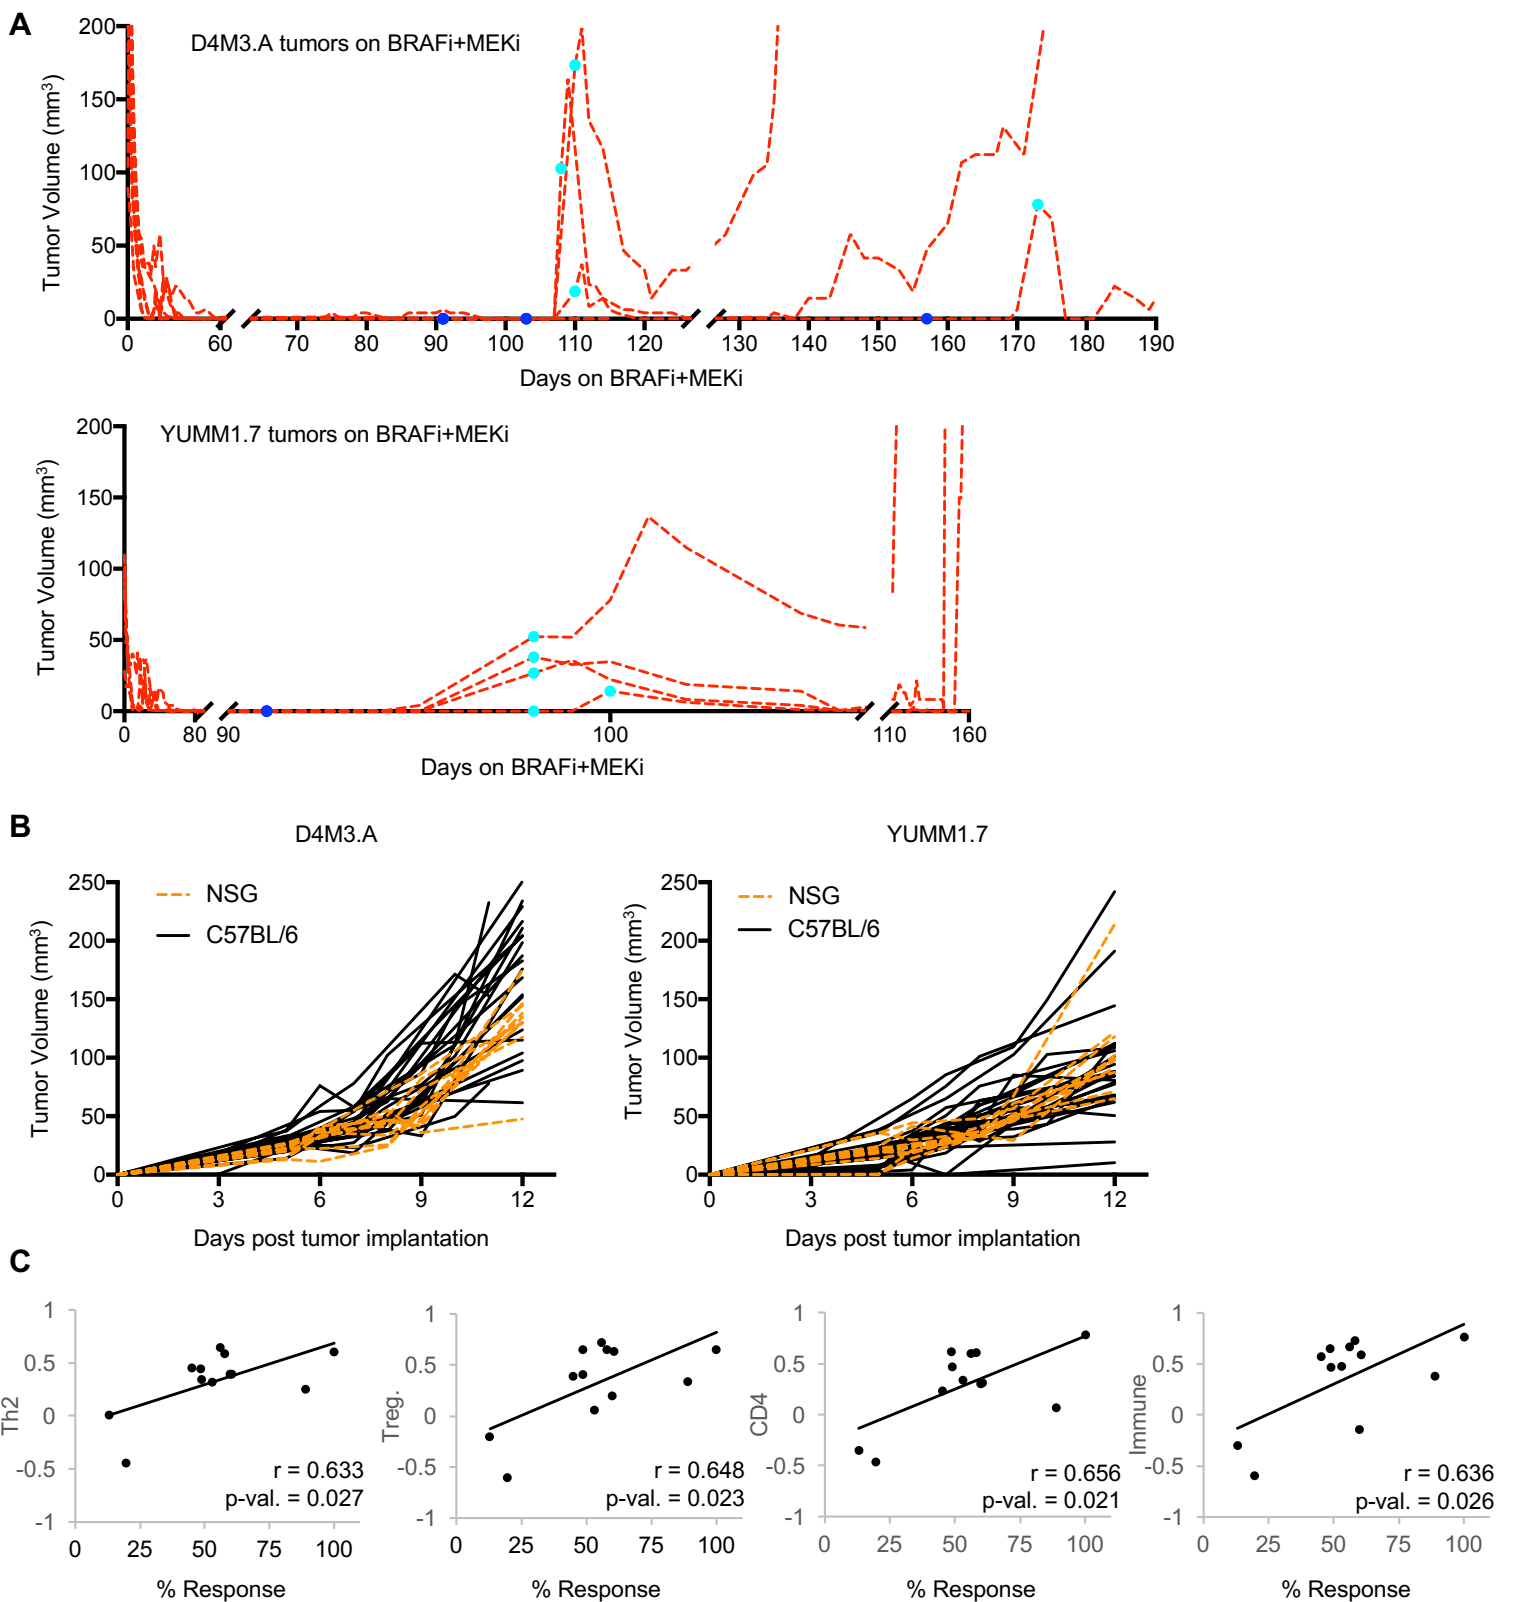 A
D4M3.A tumors on BRAFi+MEKi
Tumor Volume (mm³)
200
150
100
50
0
0 60 70 80 90 100 110 120 130 140 150 160 170 180 190
Days on BRAFi+MEKi
YUMM1.7 tumors on BRAFi+MEKi
Tumor Volume (mm³)
200
150
100
50
0
0 80 90 100 110 160
Days on BRAFi+MEKi
B
D4M3.A
NSG
C57BL/6
Tumor Volume (mm³)
250
200
150
100
50
0
0 3 6 9 12
Days post tumor implantation
YUMM1.7
NSG
C57BL/6
Tumor Volume (mm³)
250
200
150
100
50
0
0 3 6 9 12
Days post tumor implantation
C
Th2
1
0.5
0
-0.5
-1
r = 0.633
p-val. = 0.027
0 25 50 75 100
% Response
Treg.
1
0.5
0
-0.5
-1
r = 0.648
p-val. = 0.023
0 25 50 75 100
% Response
CD4
1
0.5
0
-0.5
-1
r = 0.656
p-val. = 0.021
0 25 50 75 100
% Response
Immune
1
0.5
0
-0.5
-1
r = 0.636
p-val. = 0.026
0 25 50 75 100
% Response